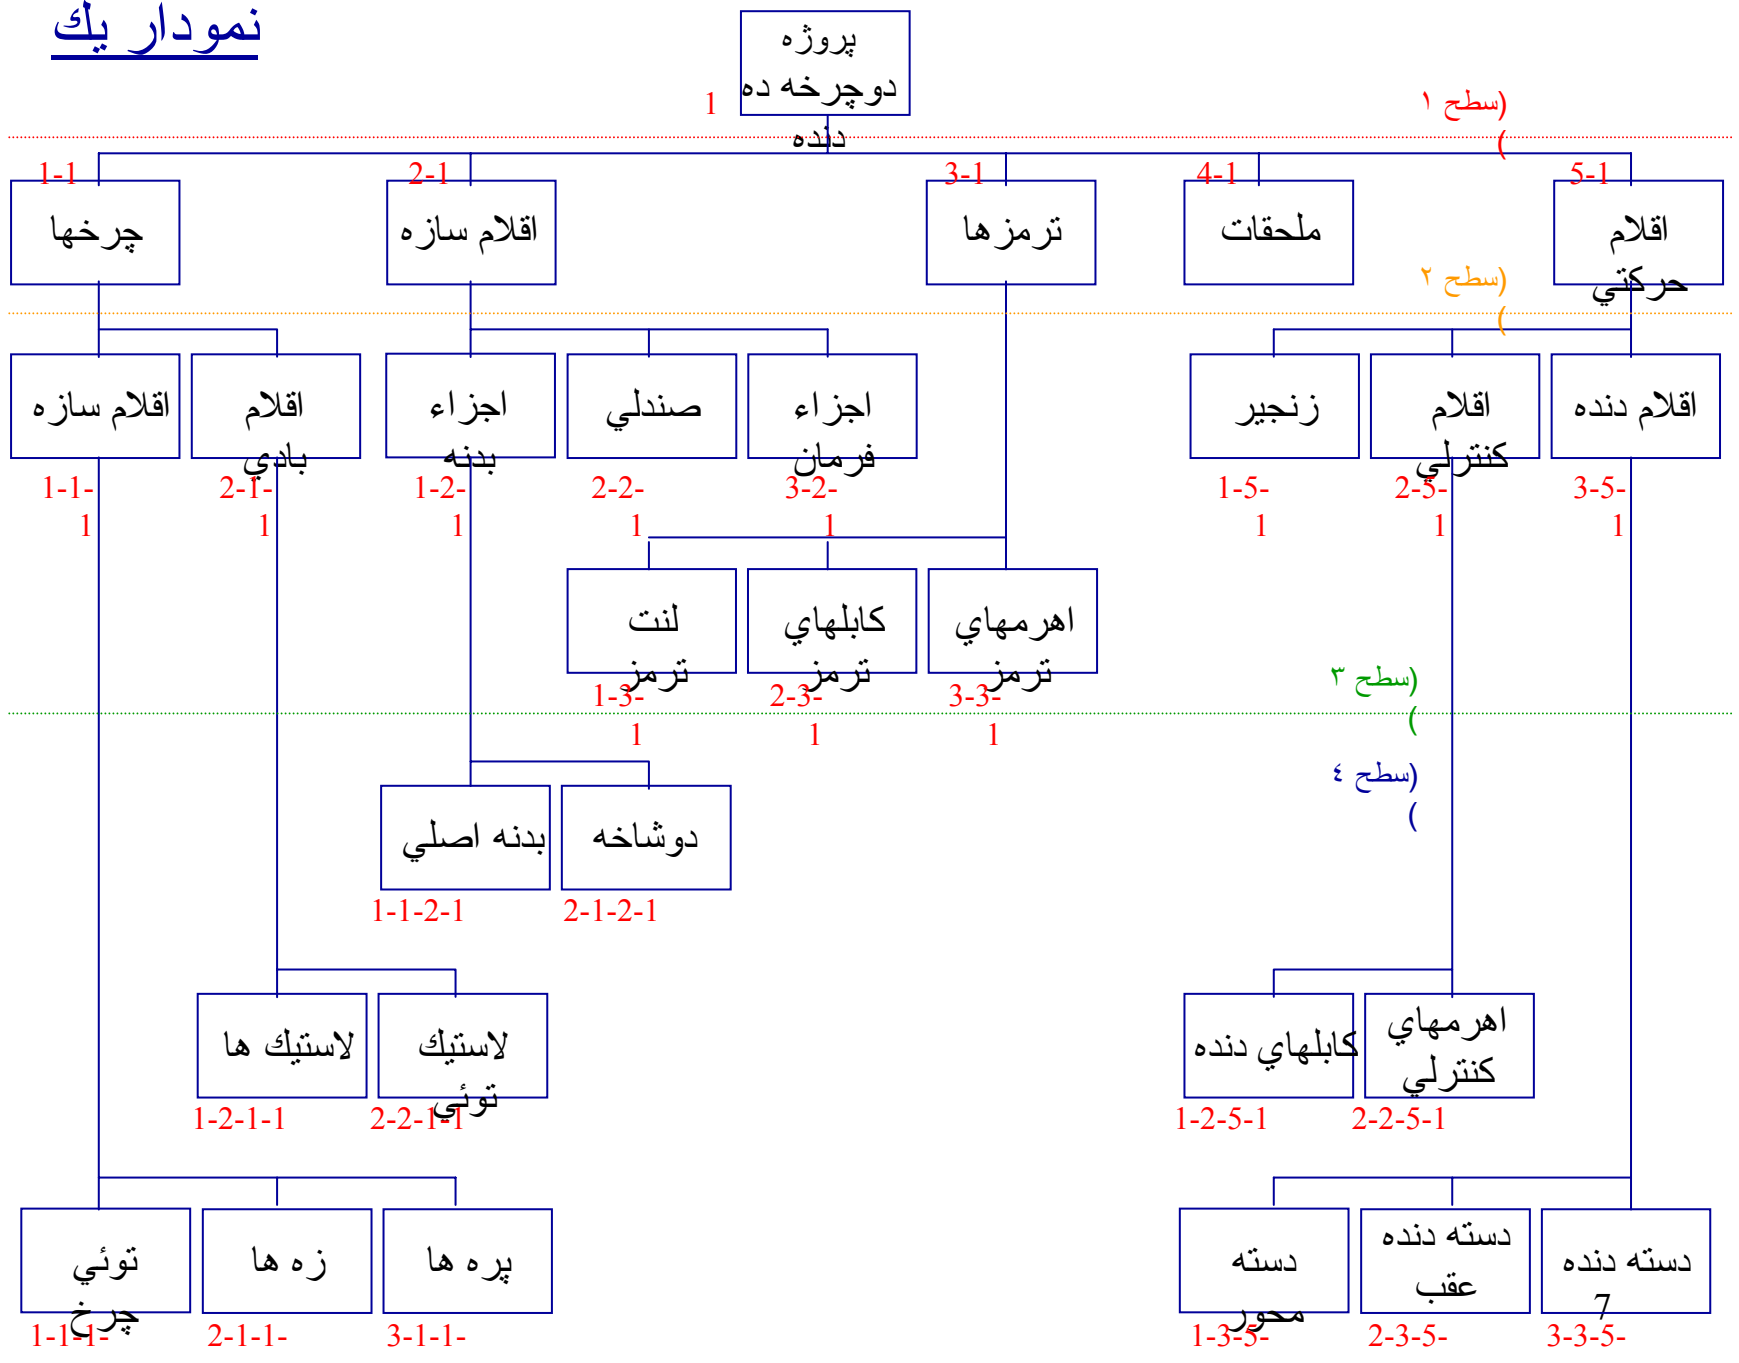 نمودار يك
پروژه
دوچرخه ده
دنده
1
(سطح ١
)
1-1
2-1
3-1
4-1
5-1
چرخها
اقلام سازه
ترمزها
ملحقات
اقلام
حركتي
(سطح ٢
)
اقلام سازه
اقلام
بادي
اجزاء
بدنه
صندلي
اجزاء
فرمان
زنجير
اقلام
كنترلي
اقلام دنده
1-1-
1
2-1-
1
1-2-
1
2-2-
1
3-2-
1
1-5-
1
2-5-
1
3-5-
1
لنت
ترمز
كابلهاي
ترمز
اهرمهاي
ترمز
1-3-
1
2-3-
1
3-3-
1
(سطح ٣
)
(سطح ٤
)
بدنه اصلي
دوشاخه
1-1-2-1
2-1-2-1
لاستيك ها
لاستيك
توئي
كابلهاي دنده
اهرمهاي
كنترلي
1-2-1-1
2-2-1-1
1-2-5-1
2-2-5-1
توئي
چرخ
زه ها
پره ها
دسته
محور
دسته دنده
عقب
دسته دنده
7
1-1-1-
2-1-1-
3-1-1-
1-3-5-
2-3-5-
3-3-5-